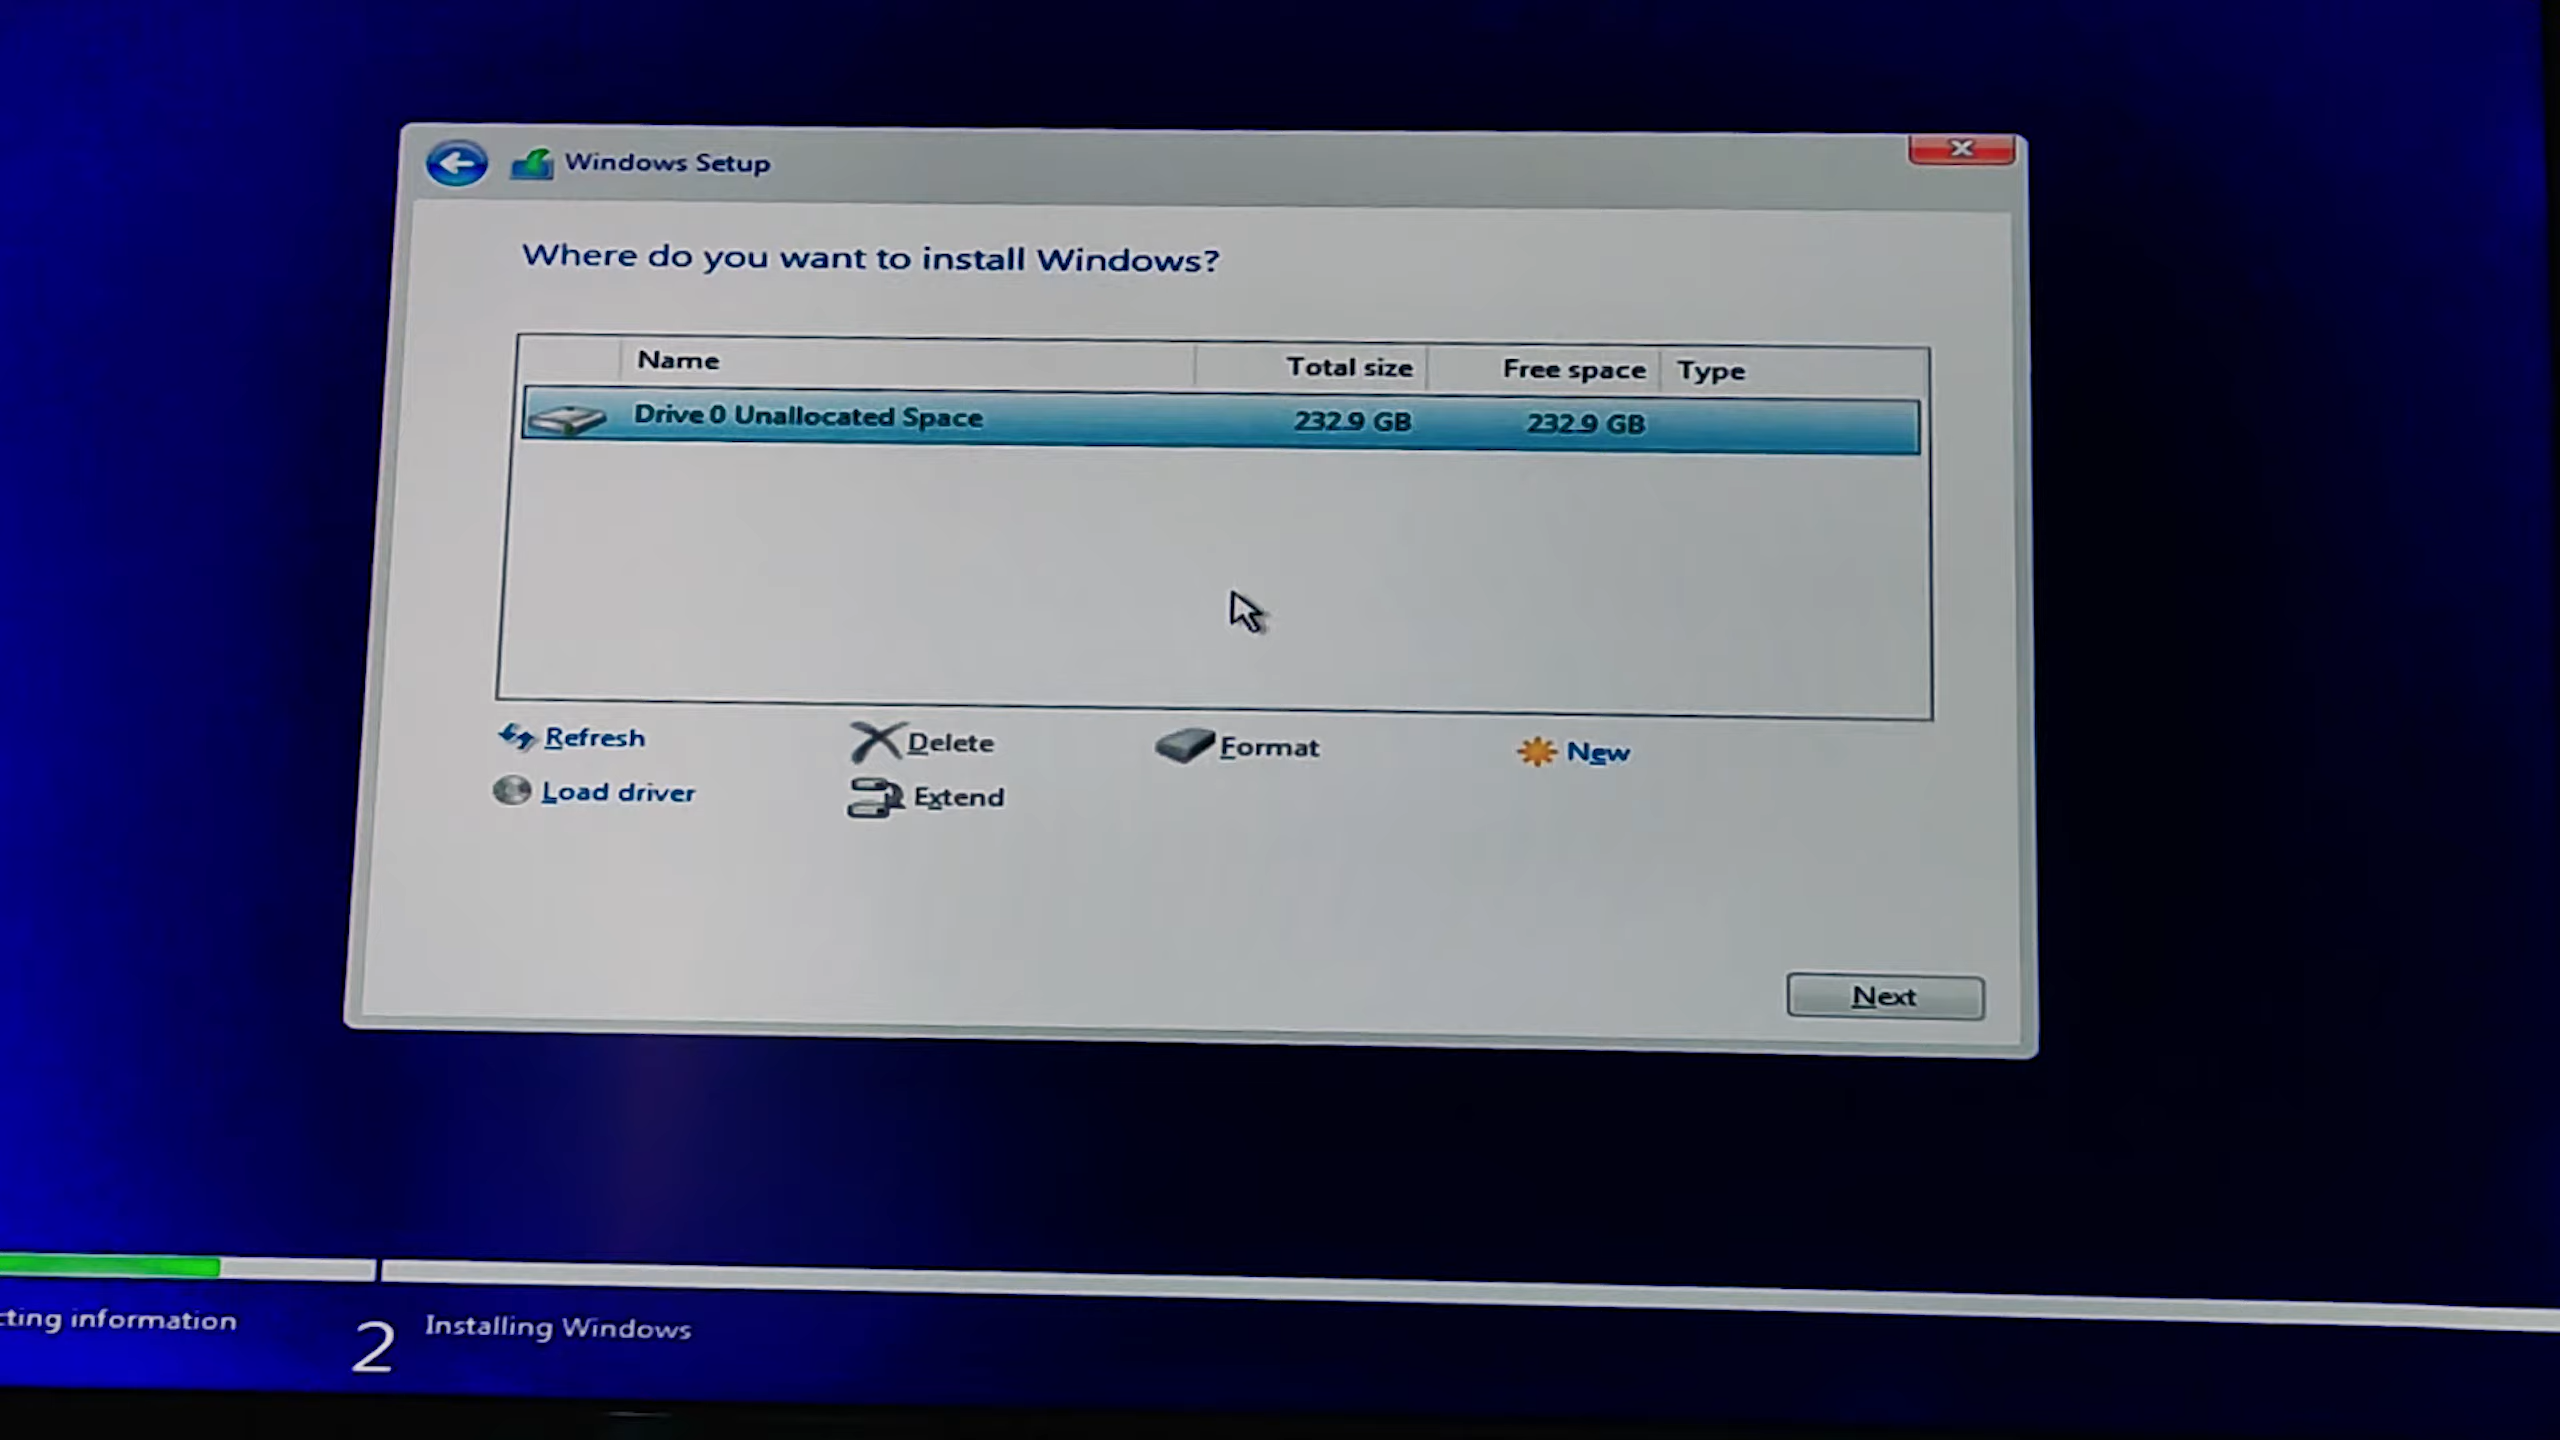 Windows Setup
Where do you want to install Windows?
Name Total size Free space Type
Drive 0 Unallocated Space 232.9 GB 232.9 GB
Refresh Delete Format New
Load driver Extend
Next
cting information 2 Installing Windows